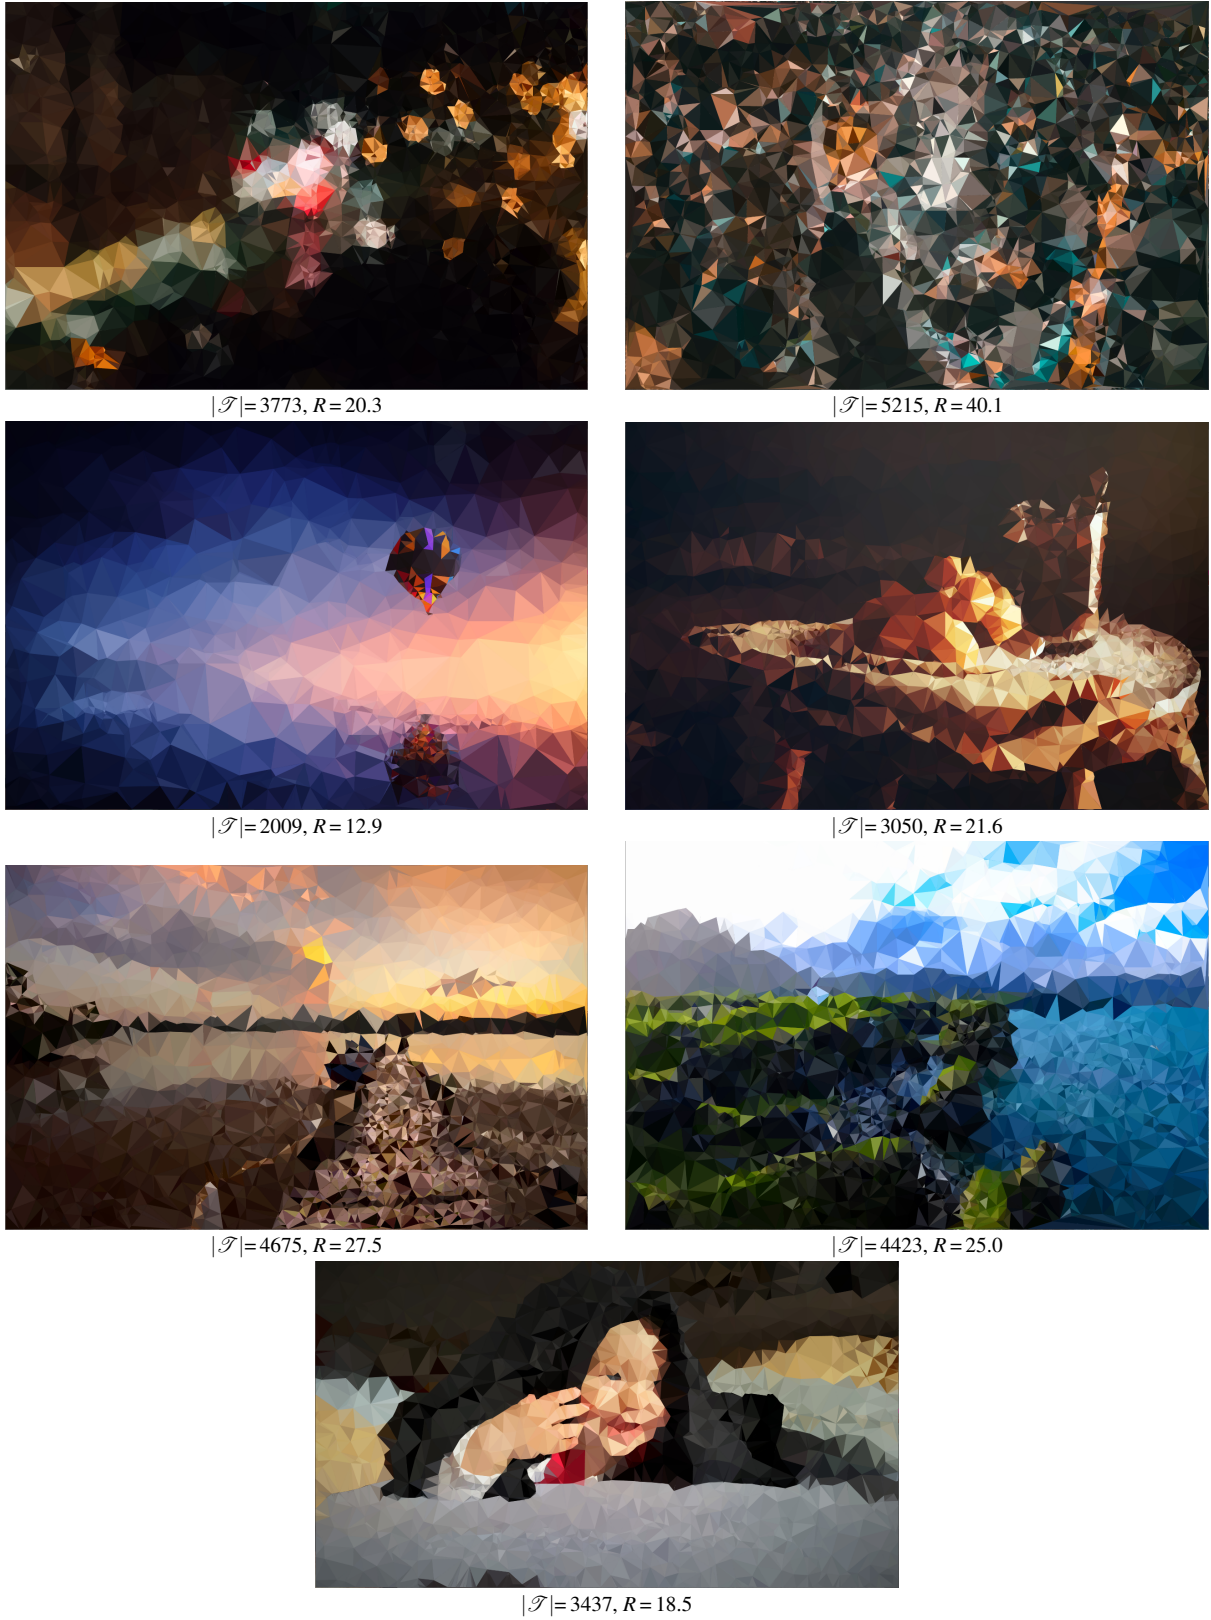 |𝒯|= 3773, R = 20.3
|𝒯|= 5215, R = 40.1
|𝒯|= 2009, R = 12.9
|𝒯|= 3050, R = 21.6
|𝒯|= 4675, R = 27.5
|𝒯|= 4423, R = 25.0
|𝒯|= 3437, R = 18.5